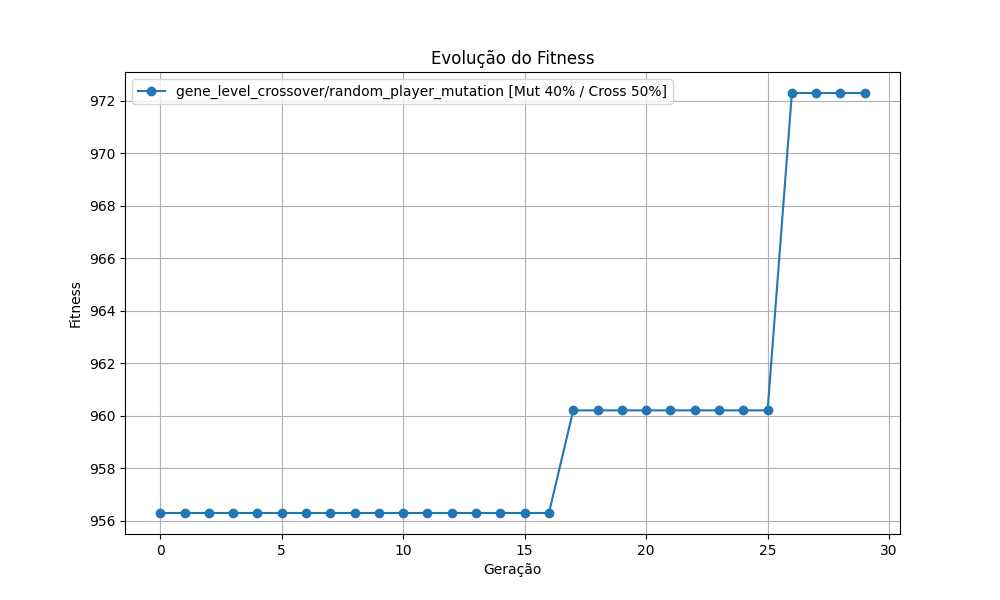 Evolução do Fitness
gene_level_crossover/random_player_mutation [Mut 40% / Cross 50%]
972
970
968
966
964
962
960
958
956
Fitness
0 5 10 15 20 25 30
Geração